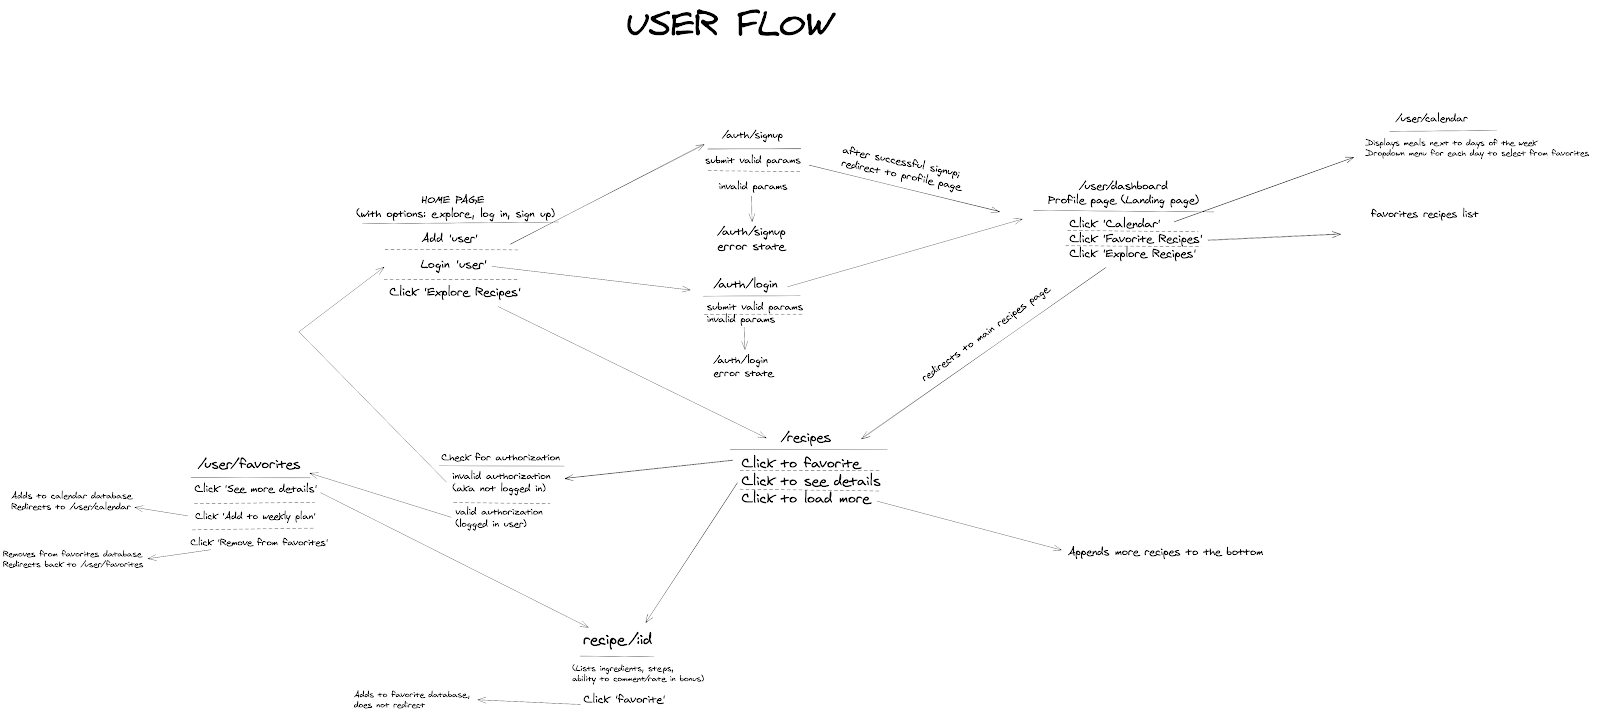 USER FLOW
/auth/signup
submit valid params
invalid params
/auth/signup
error state
after successful signup;
redirect to profile page
/user/calendar
Displays meals next to days of the week
Dropdown menu for each day to select from favorites
HOME PAGE
(with options: explore, log in, sign up)
Add 'user'
Login 'user'
Click 'Explore Recipes'
/user/dashboard
Profile page (Landing page)
Click 'Calendar'
Click 'Favorite Recipes'
Click 'Explore Recipes'
favorites recipes list
/auth/login
submit valid params
invalid params
/auth/login
error state
redirects to main recipes page
/recipes
Click to favorite
Click to see details
Click to load more
Appends more recipes to the bottom
Check for authorization
invalid authorization
(aka not logged in)
valid authorization
(logged in user)
/user/favorites
Click 'See more details'
Click 'Add to weekly plan'
Click 'Remove from favorites'
Adds to calendar database
Redirects to /user/calendar
Removes from favorites database
Redirects back to /user/favorites
recipe/:id
(Lists ingredients, steps,
ability to comment/rate in bonus)
Click 'favorite'
Adds to favorite database,
does not redirect